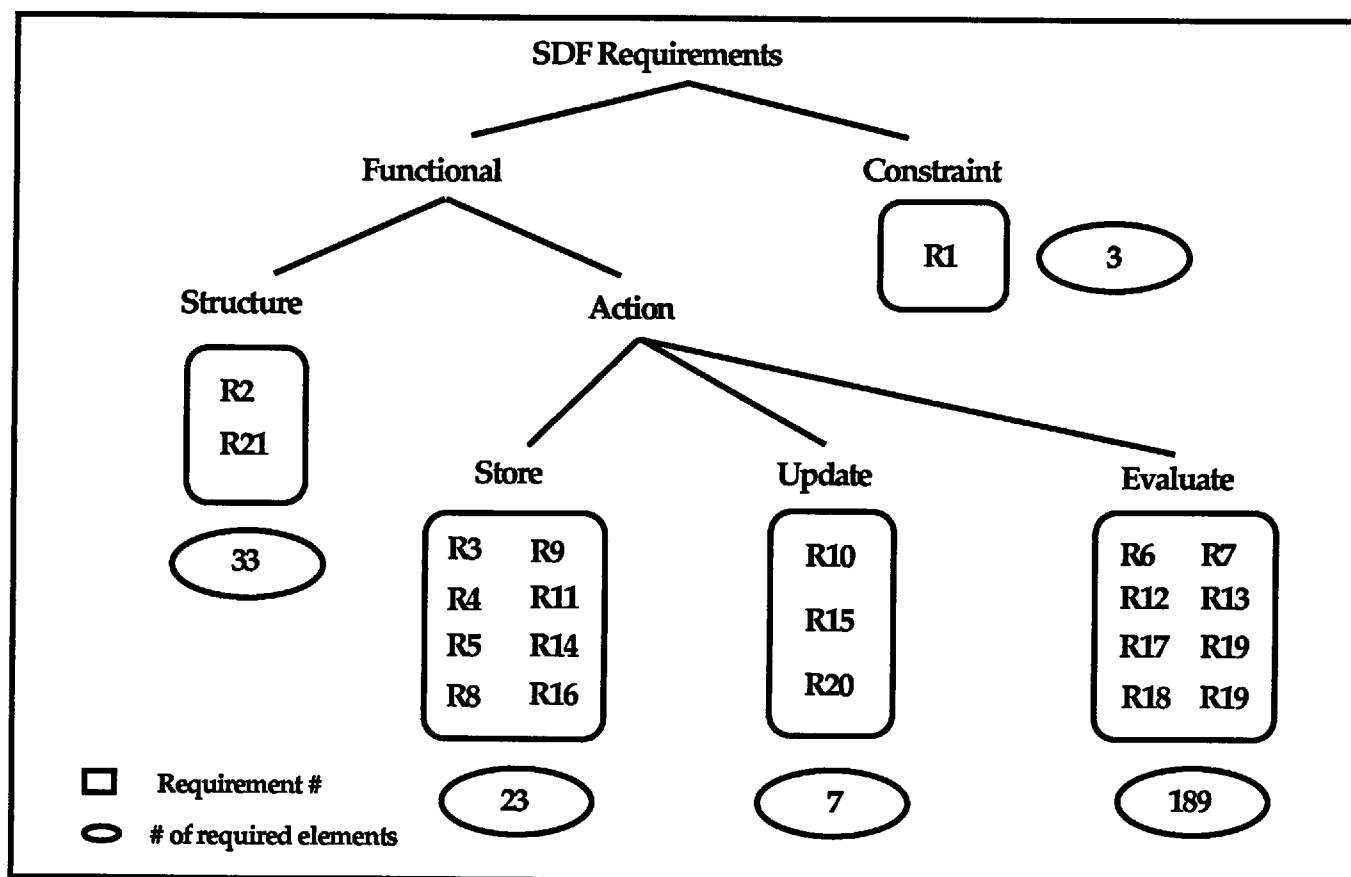 SDF Requirements
Functional
Constraint
R1
3
Structure
Action
R2
R21
33
Store
Update
Evaluate
R3 R9
R4 R11
R5 R14
R8 R16
R10
R15
R20
R6 R7
R12 R13
R17 R19
R18 R19
23
7
189
Requirement #
# of required elements